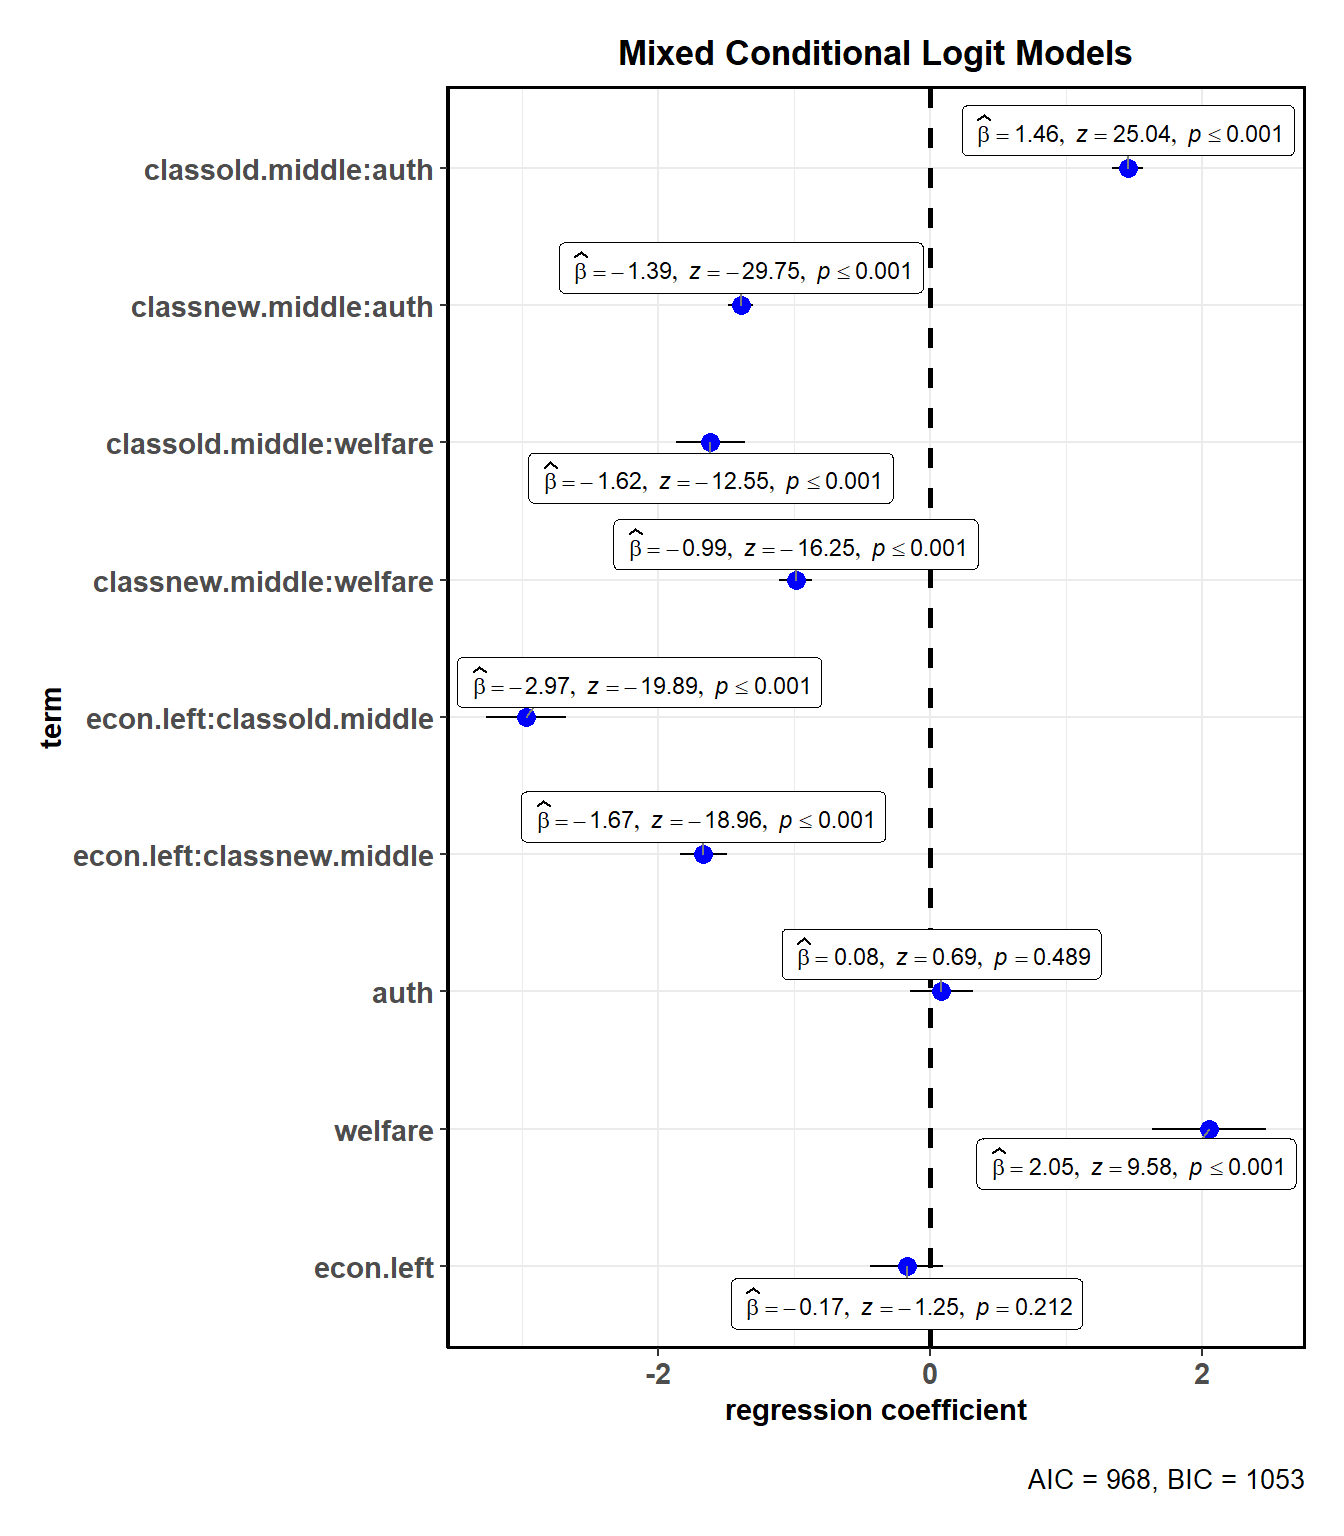 Mixed Conditional Logit Models
classold.middle:auth
β̂ = 1.46, z = 25.04, p ≤ 0.001
classnew.middle:auth
β̂ = −1.39, z = −29.75, p ≤ 0.001
classold.middle:welfare
β̂ = −1.62, z = −12.55, p ≤ 0.001
classnew.middle:welfare
β̂ = −0.99, z = −16.25, p ≤ 0.001
econ.left:classold.middle
β̂ = −2.97, z = −19.89, p ≤ 0.001
econ.left:classnew.middle
β̂ = −1.67, z = −18.96, p ≤ 0.001
auth
β̂ = 0.08, z = 0.69, p = 0.489
welfare
β̂ = 2.05, z = 9.58, p ≤ 0.001
econ.left
β̂ = −0.17, z = −1.25, p = 0.212
term
-2 0 2
regression coefficient
AIC = 968, BIC = 1053